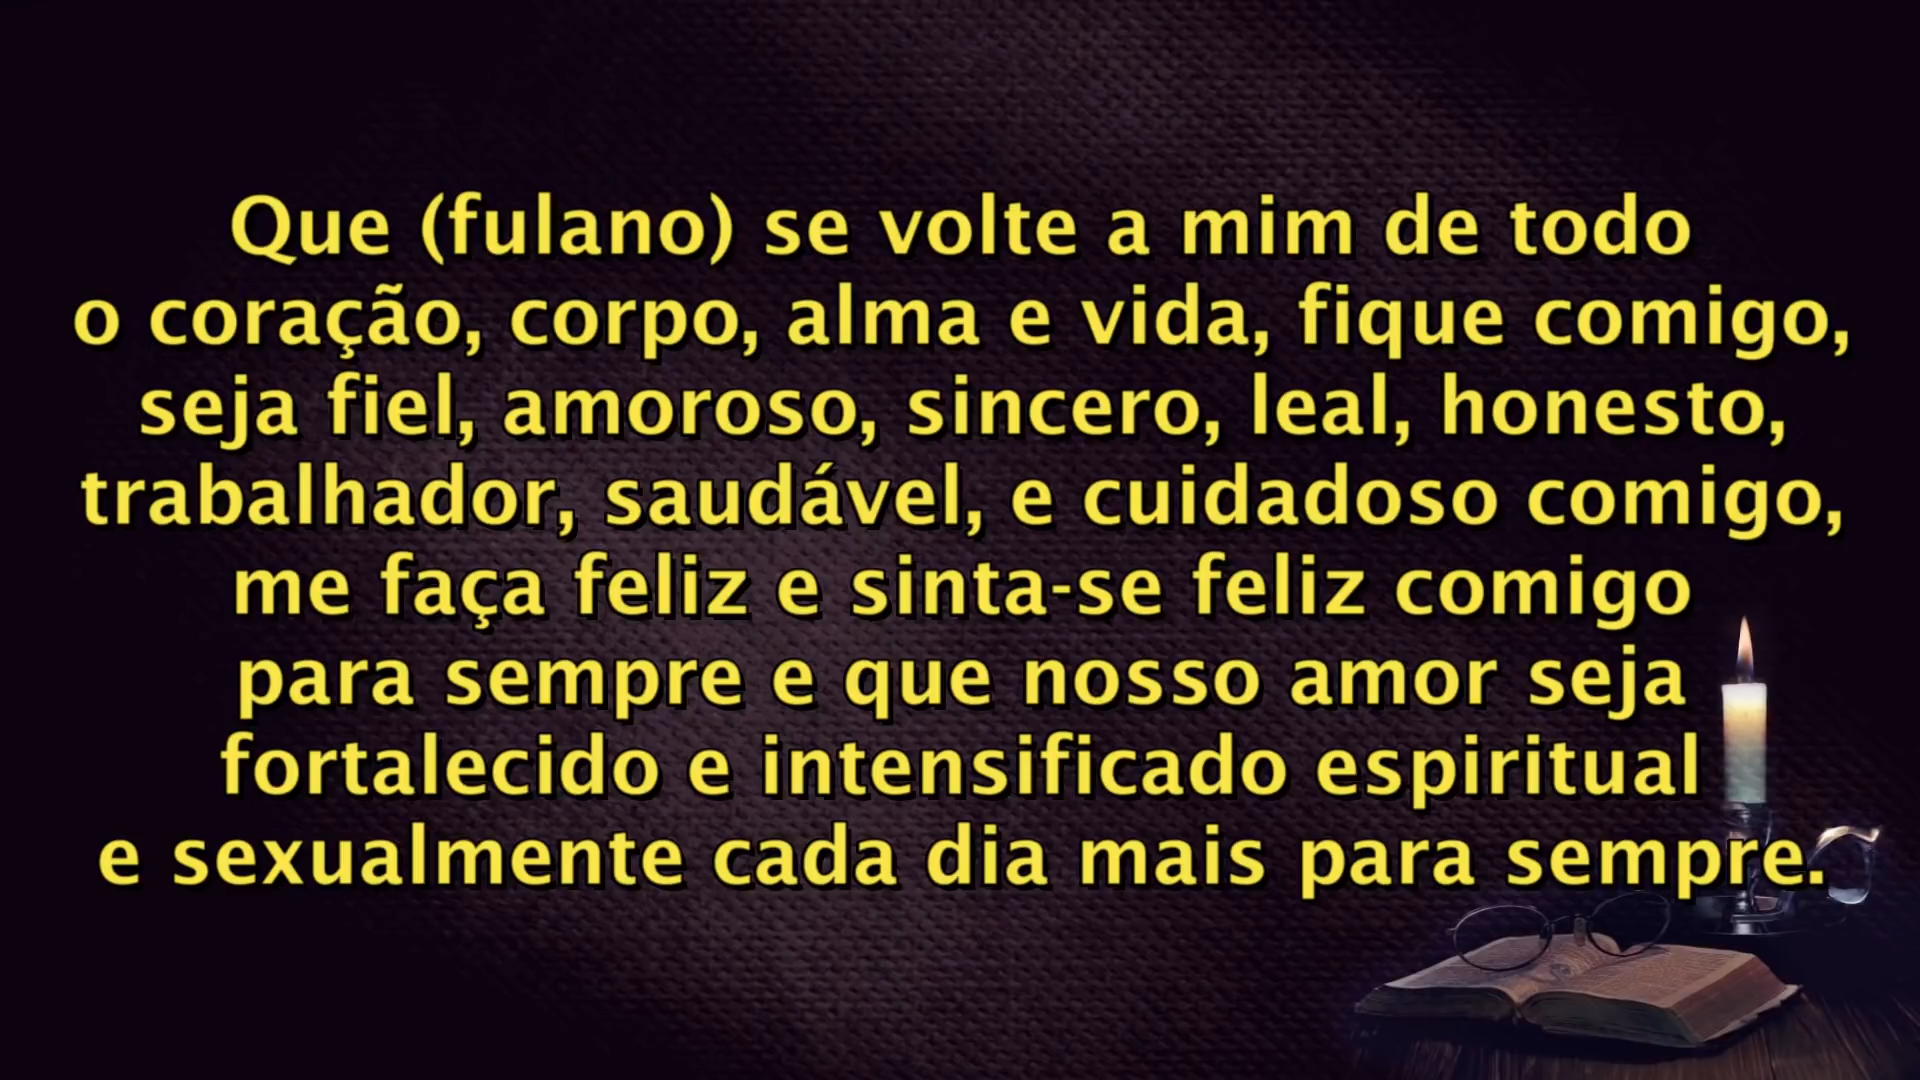 Que (fulano) se volte a mim de todo
o coração, corpo, alma e vida, fique comigo,
seja fiel, amoroso, sincero, leal, honesto,
trabalhador, saudável, e cuidadoso comigo,
me faça feliz e sinta-se feliz comigo
para sempre e que nosso amor seja
fortalecido e intensificado espiritual
e sexualmente cada dia mais para sempre.